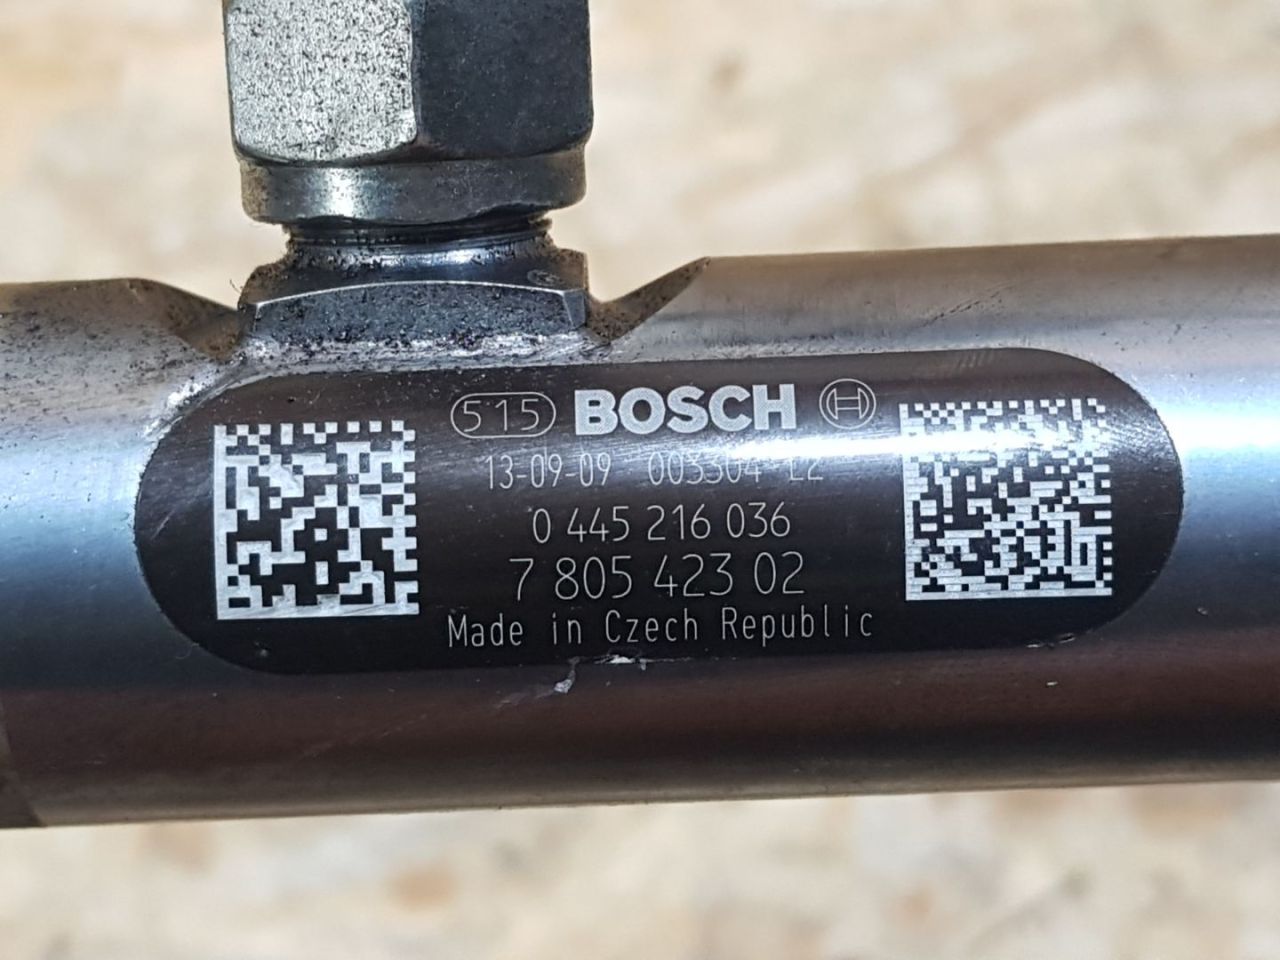 515 BOSCH
13-09-09 003304 L2
0 445 216 036
7 805 423 02
Made in Czech Republic